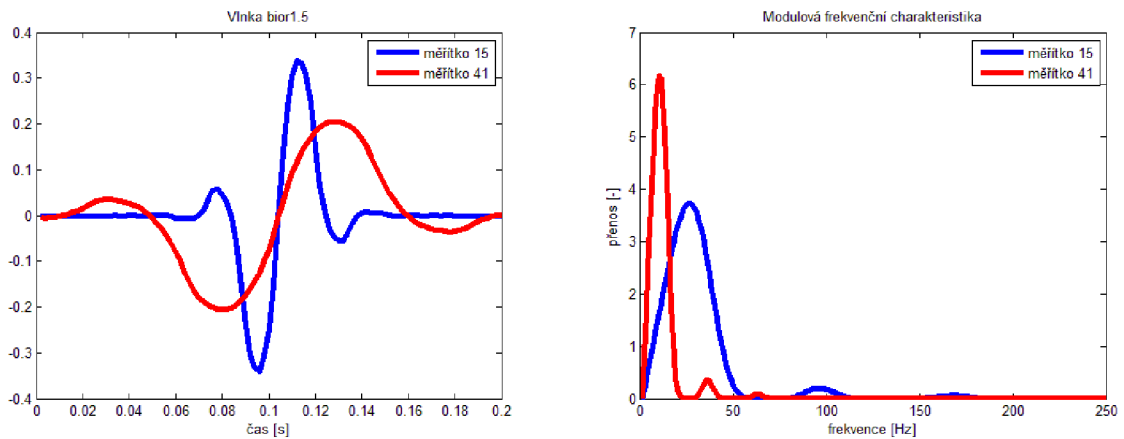 Vlnka bior1.5
0.4
0.3
0.2
0.1
0
-0.1
-0.2
-0.3
-0.4
0 0.02 0.04 0.06 0.08 0.1 0.12 0.14 0.16 0.18 0.2
čas [s]
měřítko 15
měřítko 41
Modulová frekvenční charakteristika
7
6
5
4
3
2
1
0
přenos [-]
0 50 100 150 200 250
frekvence [Hz]
měřítko 15
měřítko 41